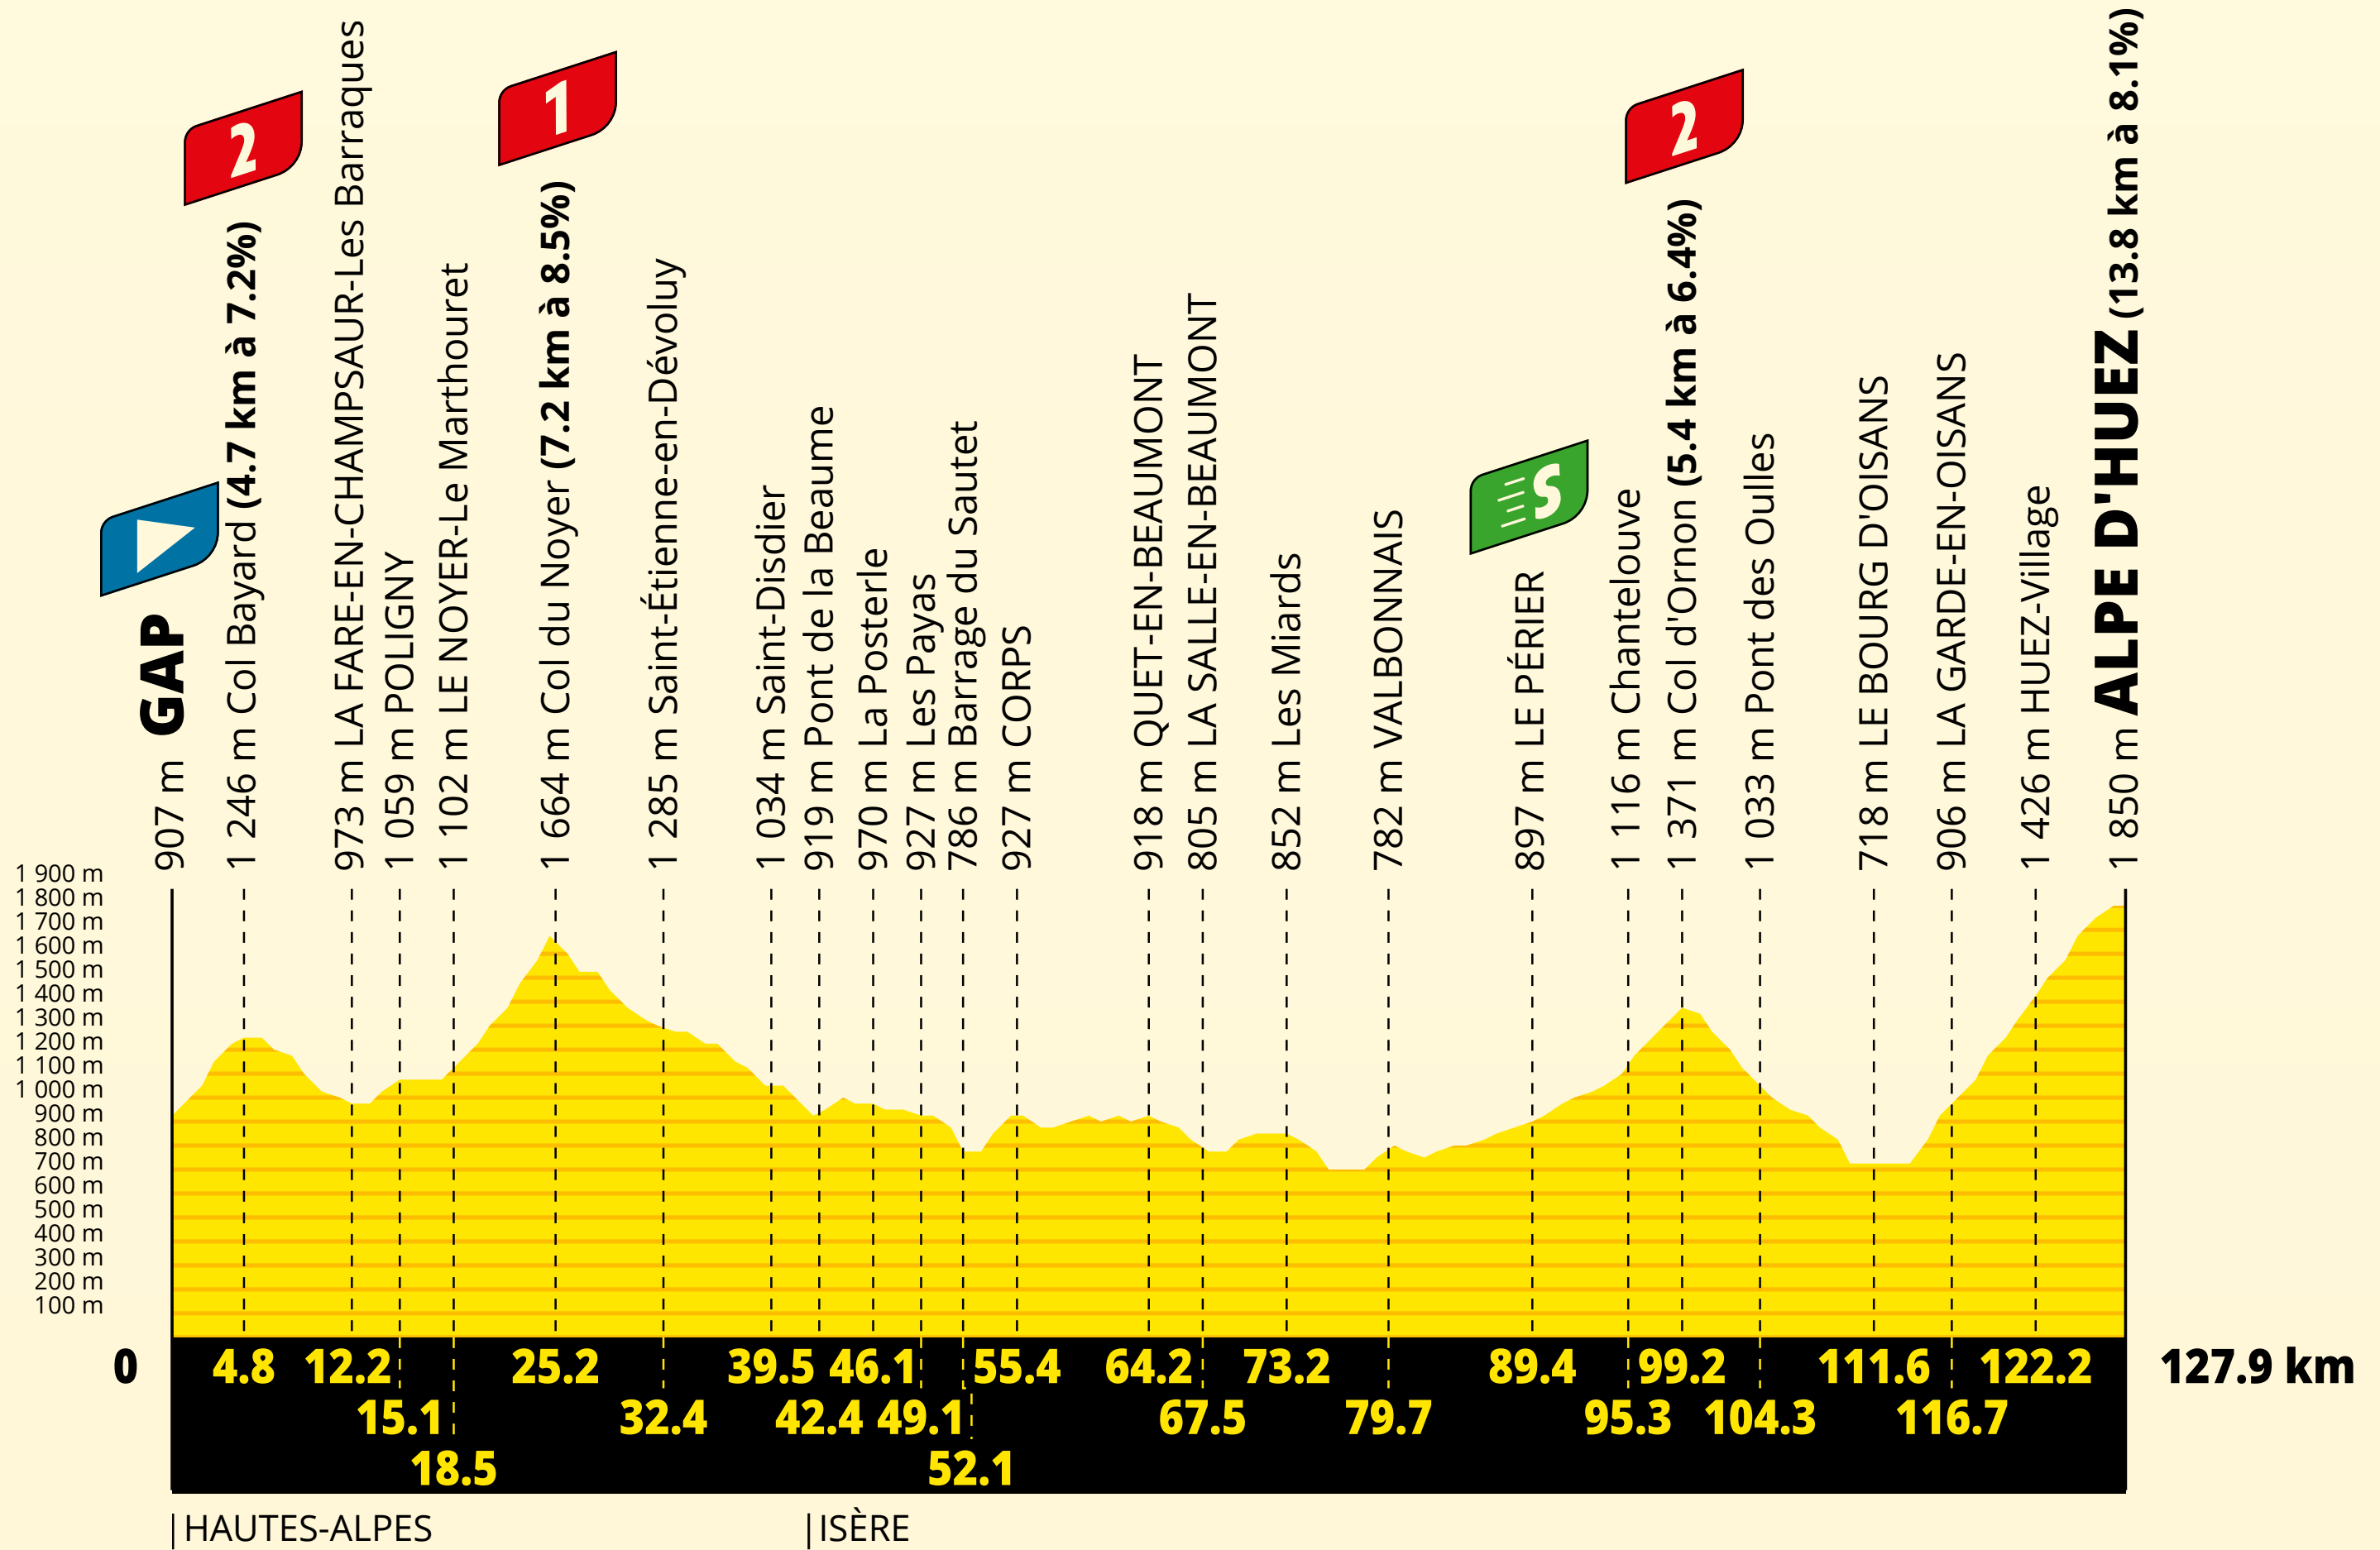 907 m GAP
1 246 m Col Bayard (4.7 km à 7.2%)
2
973 m LA FARE-EN-CHAMPSAUR-Les Barraques
1 059 m POLIGNY
1 102 m LE NOYER-Le Marthouret
1 664 m Col du Noyer (7.2 km à 8.5%)
1
1 285 m Saint-Étienne-en-Dévoluy
1 034 m Saint-Disdier
919 m Pont de la Beaume
970 m La Posterle
927 m Les Payas
786 m Barrage du Sautet
927 m CORPS
918 m QUET-EN-BEAUMONT
805 m LA SALLE-EN-BEAUMONT
852 m Les Miards
782 m VALBONNAIS
897 m LE PÉRIER
S
1 116 m Chantelouve
1 371 m Col d'Ornon (5.4 km à 6.4%)
2
1 033 m Pont des Oulles
718 m LE BOURG D'OISANS
906 m LA GARDE-EN-OISANS
1 426 m HUEZ-Village
1 850 m ALPE D'HUEZ (13.8 km à 8.1%)
1 900 m
1 800 m
1 700 m
1 600 m
1 500 m
1 400 m
1 300 m
1 200 m
1 100 m
1 000 m
900 m
800 m
700 m
600 m
500 m
400 m
300 m
200 m
100 m
0 4.8 12.2 25.2 39.5 46.1 55.4 64.2 73.2 89.4 99.2 111.6 122.2 127.9 km
15.1 32.4 42.4 49.1 67.5 79.7 95.3 104.3 116.7
18.5 52.1
HAUTES-ALPES ISÈRE